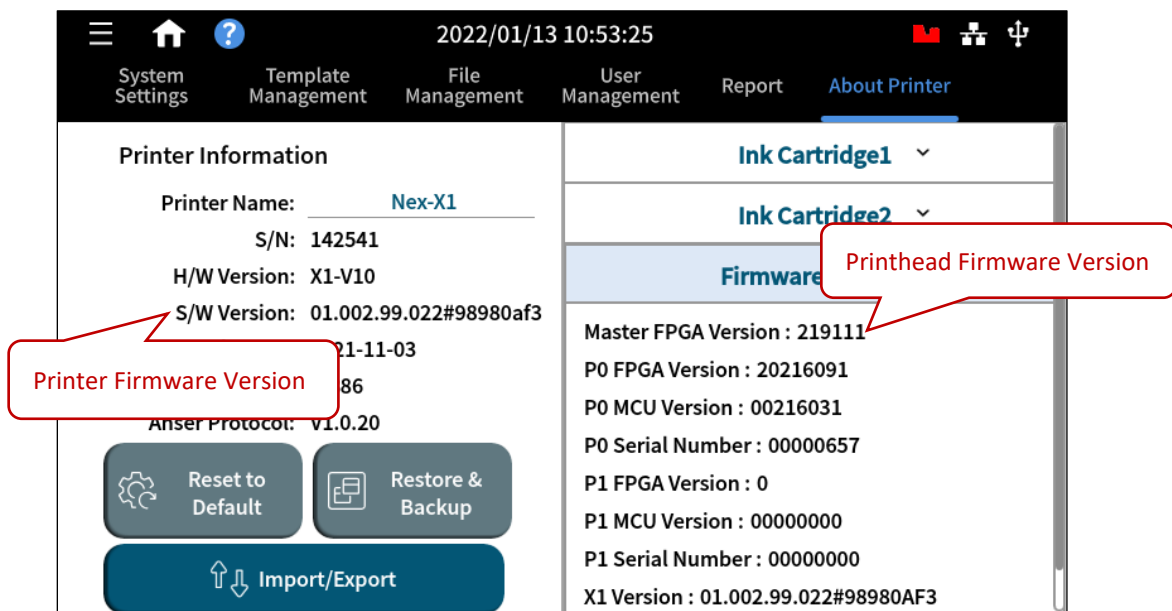 2022/01/13 10:53:25
System Settings
Template Management
File Management
User Management
Report
About Printer
Printer Information
Printer Name: Nex-X1
S/N: 142541
H/W Version: X1-V10
S/W Version: 01.002.99.022#98980af3
21-11-03
Printer Firmware Version
86
Anser Protocol: V1.0.20
Reset to Default
Restore & Backup
Import/Export
Ink Cartridge1
Ink Cartridge2
Printhead Firmware Version
Firmware
Master FPGA Version : 219111
P0 FPGA Version : 20216091
P0 MCU Version : 00216031
P0 Serial Number : 00000657
P1 FPGA Version : 0
P1 MCU Version : 00000000
P1 Serial Number : 00000000
X1 Version : 01.002.99.022#98980AF3